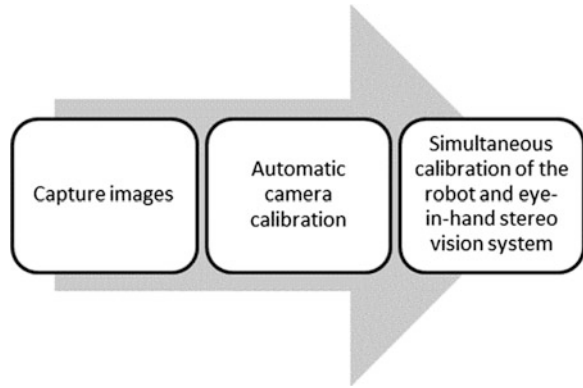 Capture images
Automatic
camera
calibration
Simultaneous
calibration of the
robot and eye-
in-hand stereo
vision system